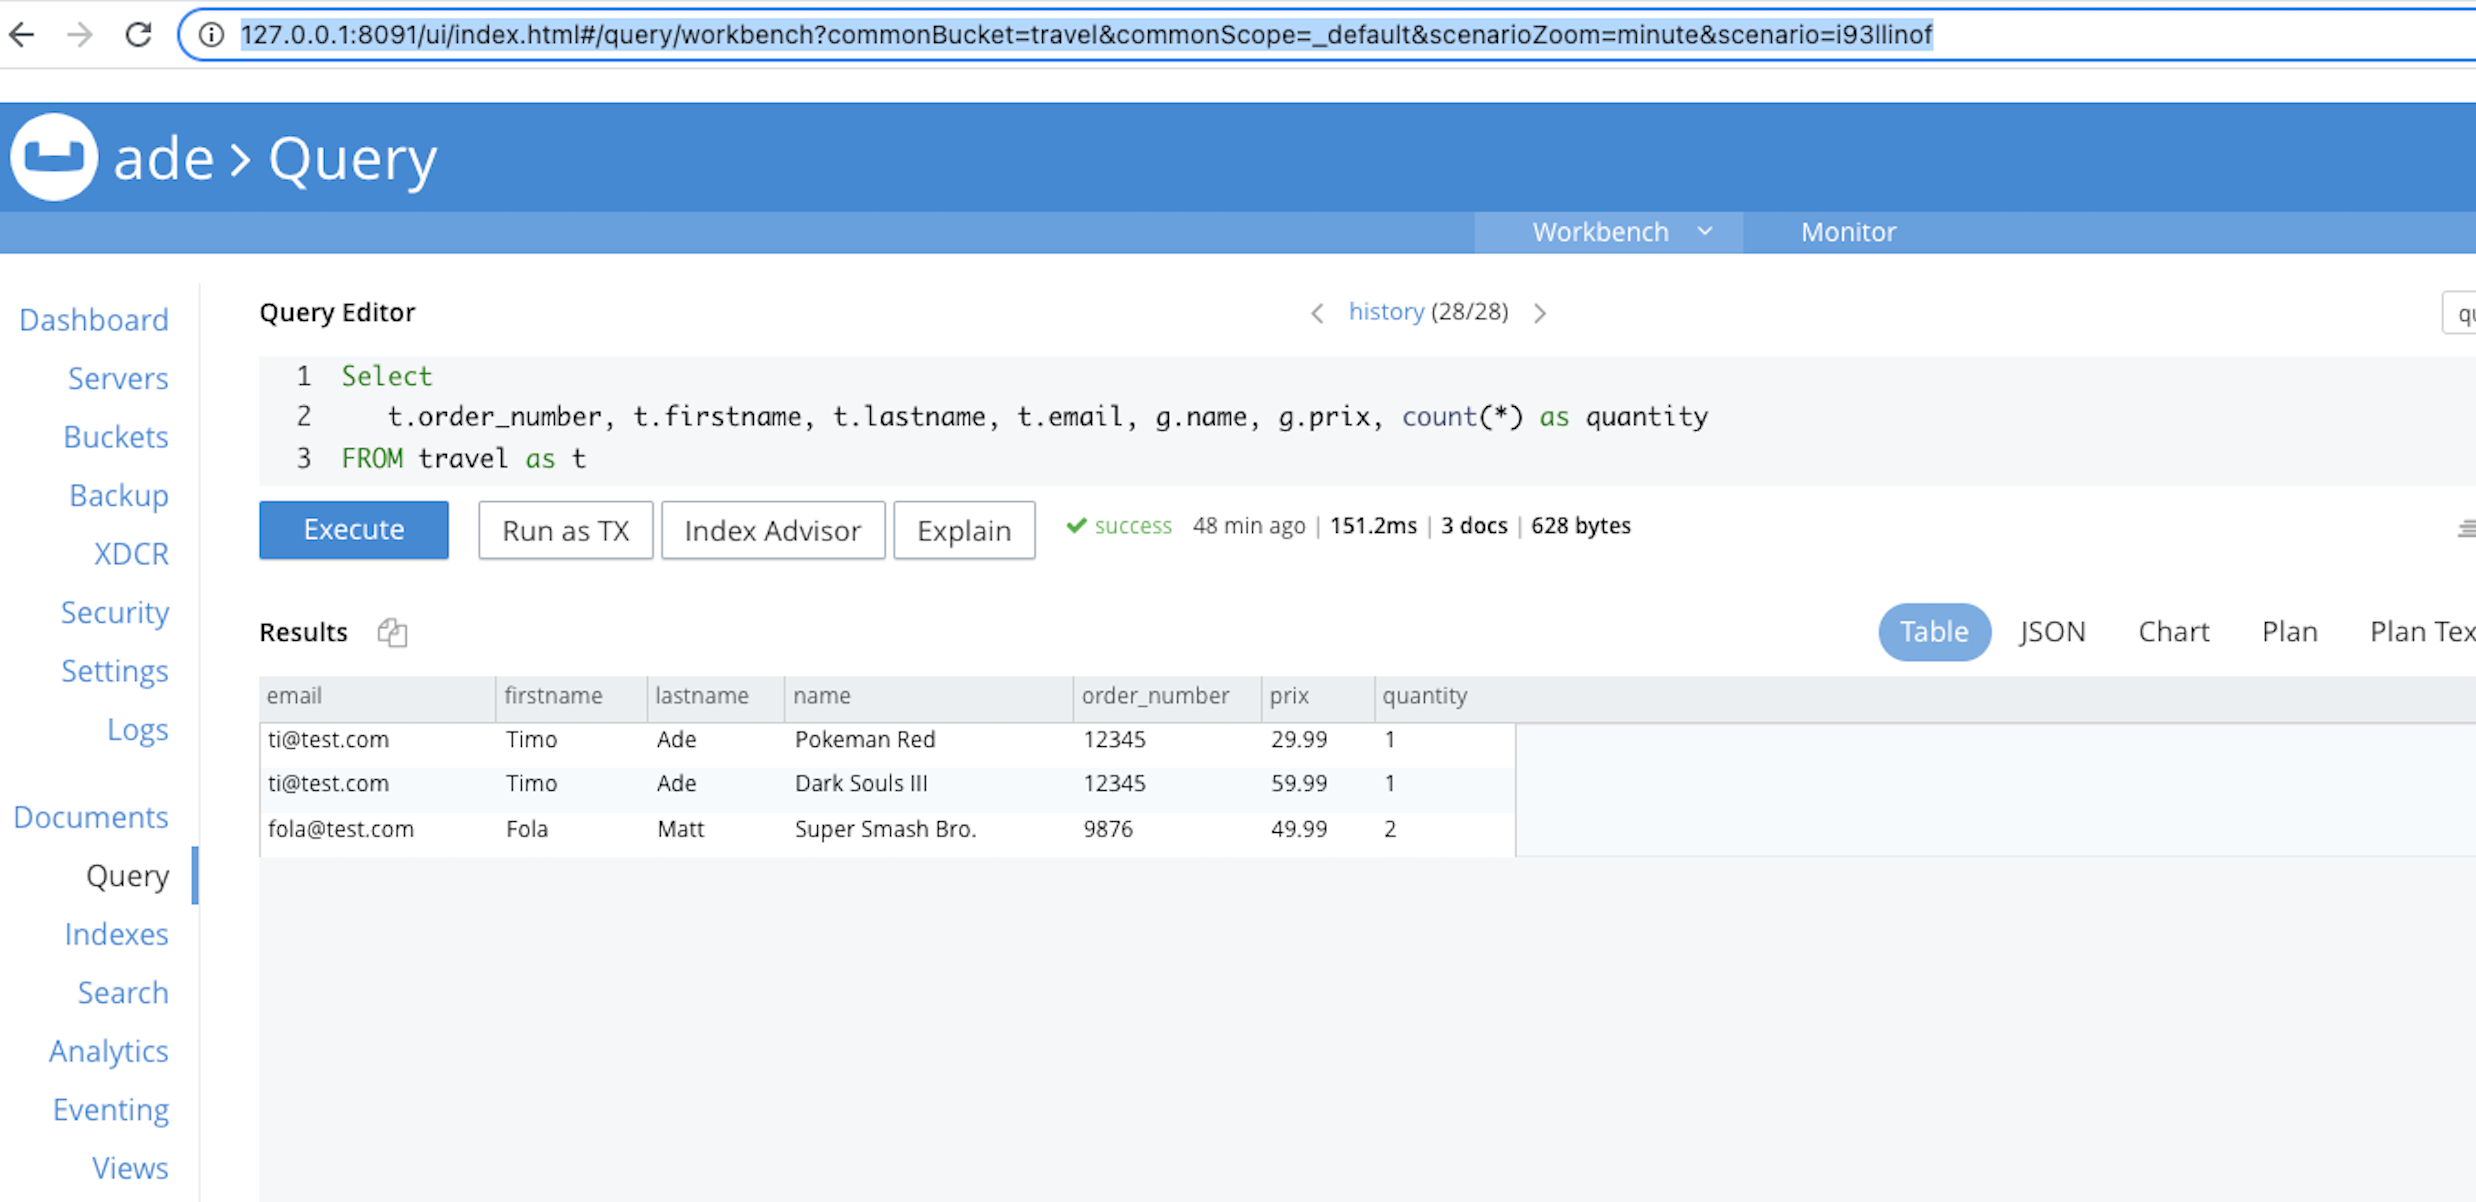 127.0.0.1:8091/ui/index.html#/query/workbench?commonBucket=travel&commonScope=_default&scenarioZoom=minute&scenario=i93llinof
ade > Query
Workbench Monitor
Dashboard
Servers
Buckets
Backup
XDCR
Security
Settings
Logs
Documents
Query
Indexes
Search
Analytics
Eventing
Views
Query Editor < history (28/28) > qu
1 Select
2 t.order_number, t.firstname, t.lastname, t.email, g.name, g.prix, count(*) as quantity
3 FROM travel as t
Execute Run as TX Index Advisor Explain success 48 min ago | 151.2ms | 3 docs | 628 bytes
Results Table JSON Chart Plan Plan Tex
email firstname lastname name order_number prix quantity
ti@test.com Timo Ade Pokeman Red 12345 29.99 1
ti@test.com Timo Ade Dark Souls III 12345 59.99 1
fola@test.com Fola Matt Super Smash Bro. 9876 49.99 2